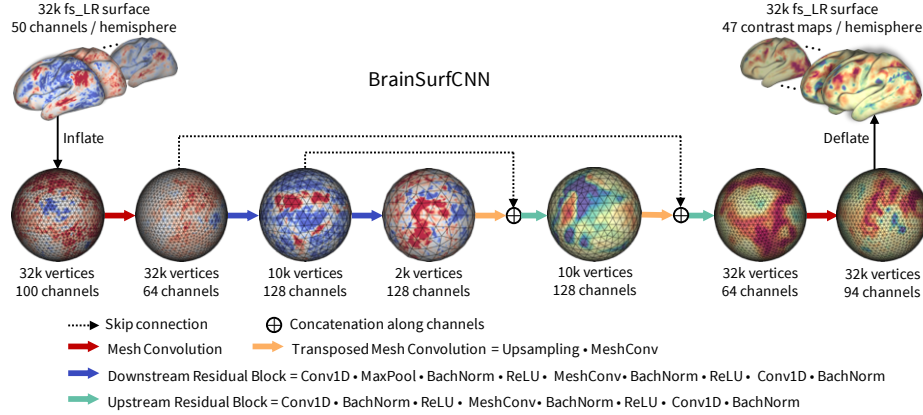 32k fs_LR surface
50 channels / hemisphere
32k fs_LR surface
47 contrast maps / hemisphere
BrainSurfCNN
Inflate
Deflate
32k vertices
100 channels
32k vertices
64 channels
10k vertices
128 channels
2k vertices
128 channels
10k vertices
128 channels
32k vertices
64 channels
32k vertices
94 channels
Skip connection
Concatenation along channels
Mesh Convolution
Transposed Mesh Convolution = Upsampling • MeshConv
Downstream Residual Block = Conv1D • MaxPool • BachNorm • ReLU • MeshConv • BachNorm • ReLU • Conv1D • BachNorm
Upstream Residual Block = Conv1D • BachNorm • ReLU • MeshConv • BachNorm • ReLU • Conv1D • BachNorm